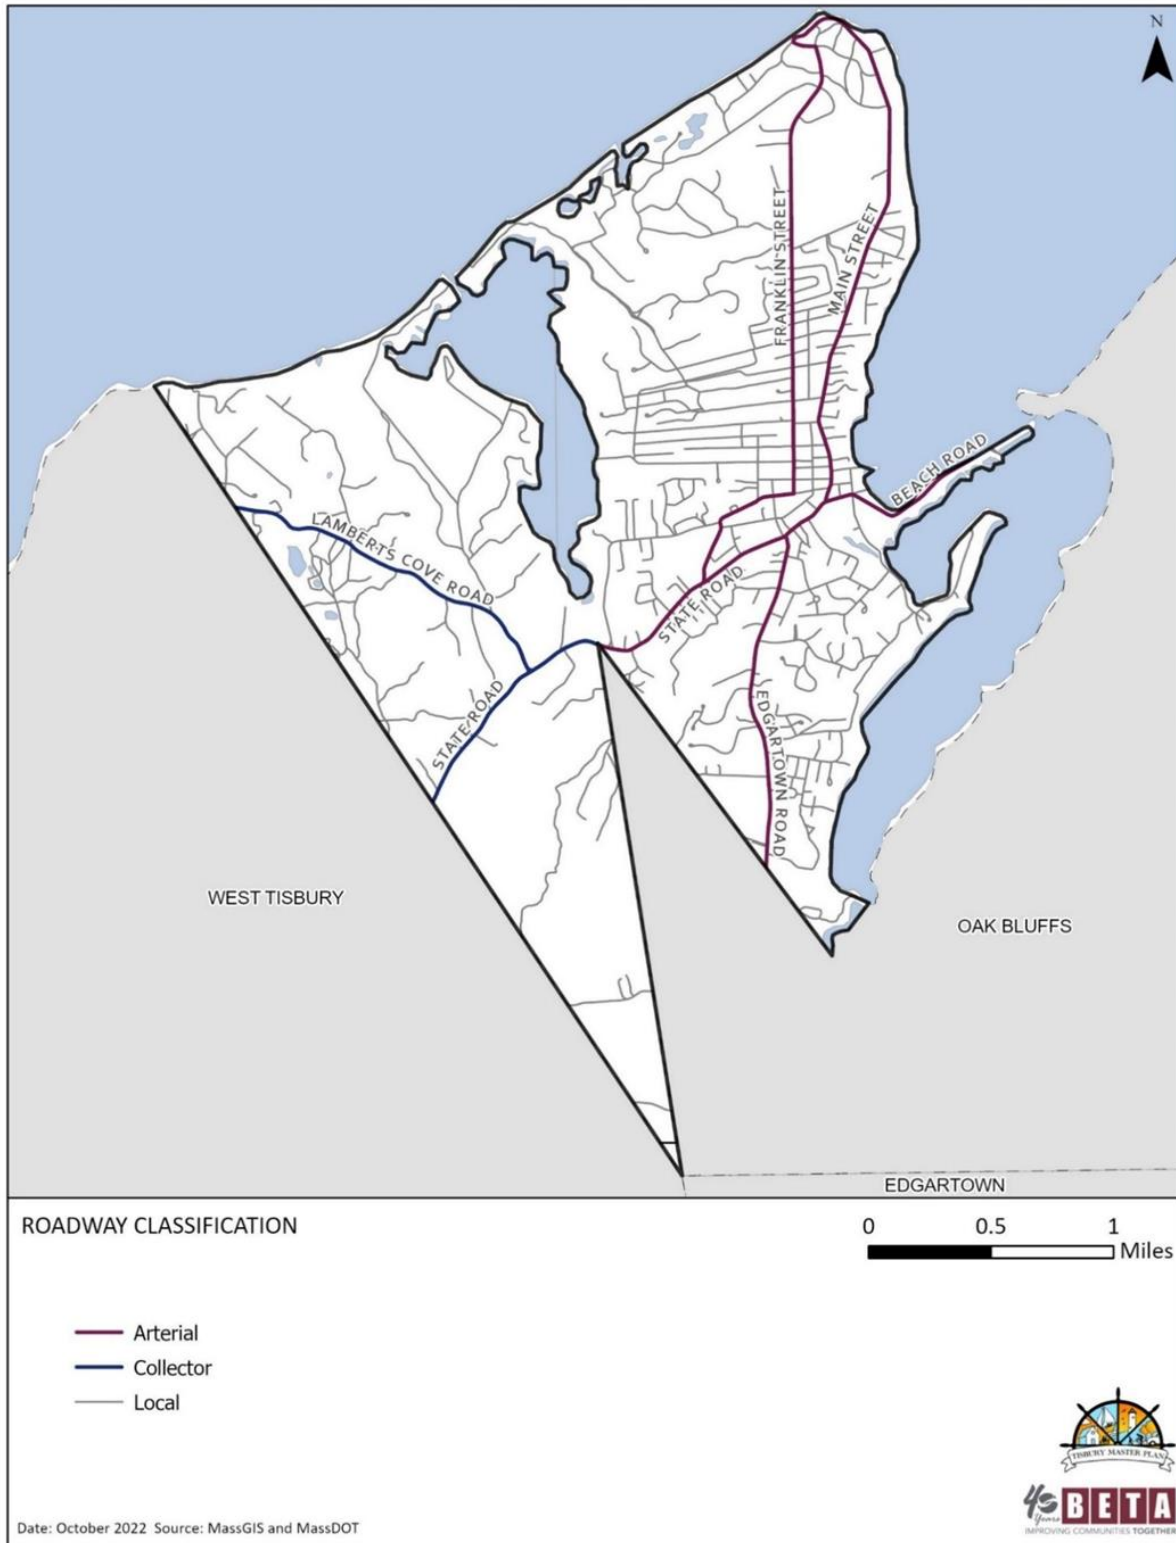 N
FRANKLIN STREET
MAIN STREET
BEACH ROAD
LAMBERTS COVE ROAD
STATE ROAD
STATE ROAD
EDGARTOWN ROAD
WEST TISBURY
OAK BLUFFS
EDGARTOWN
ROADWAY CLASSIFICATION
0 0.5 1
Miles
Arterial
Collector
Local
TISBURY MASTER PLAN
40 Years BETA
IMPROVING COMMUNITIES TOGETHER
Date: October 2022 Source: MassGIS and MassDOT